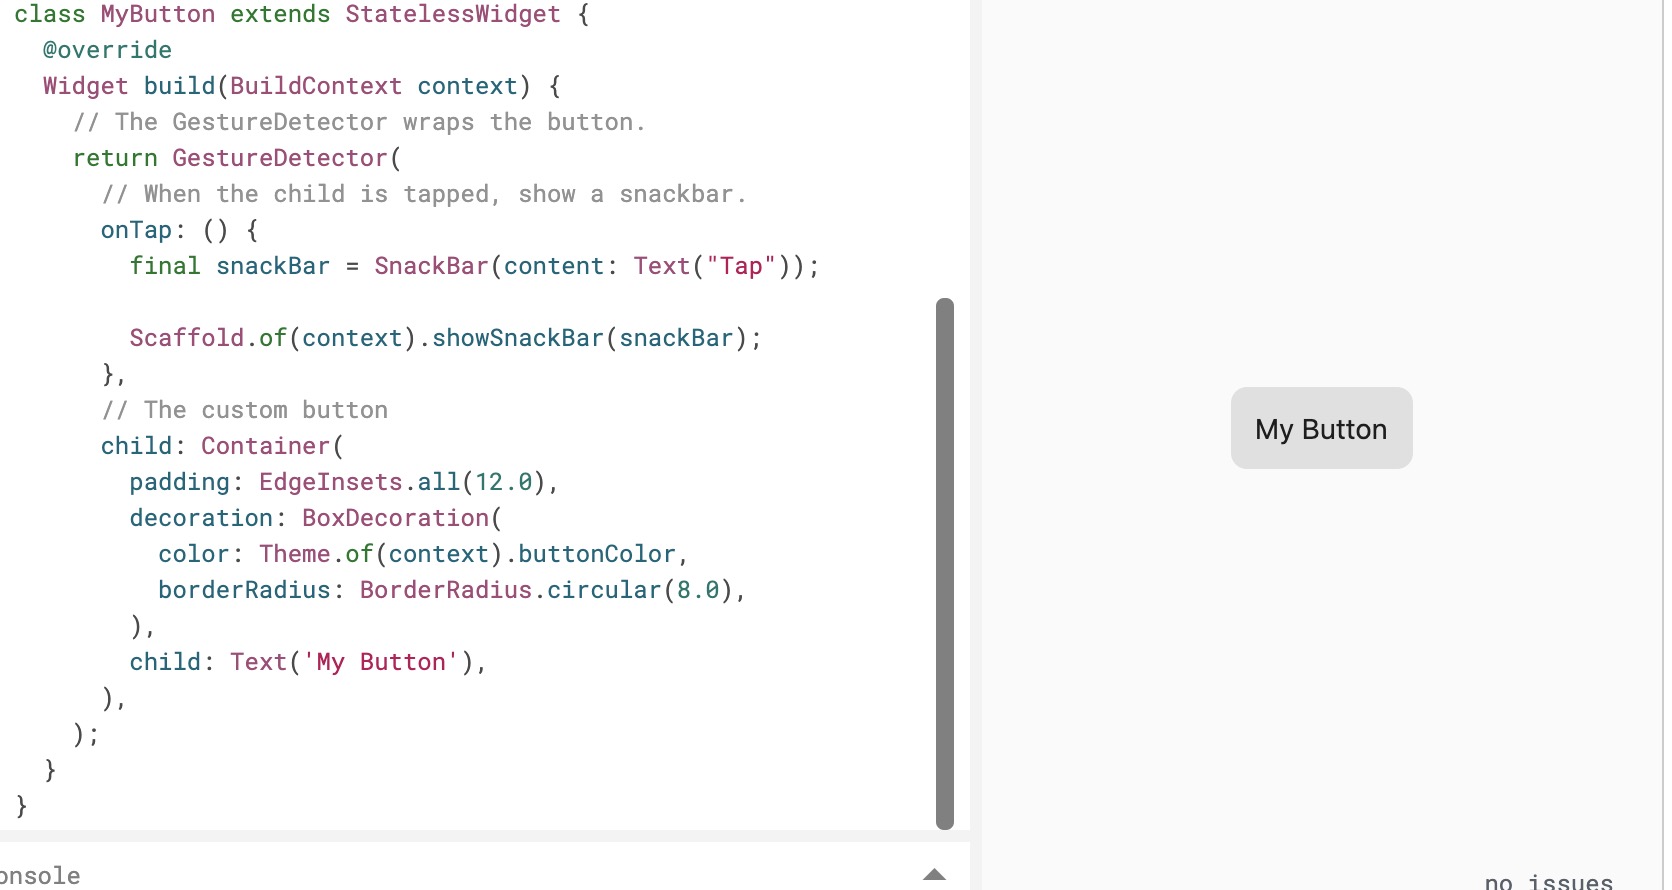 class MyButton extends StatelessWidget {
@override
Widget build(BuildContext context) {
// The GestureDetector wraps the button.
return GestureDetector(
// When the child is tapped, show a snackbar.
onTap: () {
final snackBar = SnackBar(content: Text("Tap"));
Scaffold.of(context).showSnackBar(snackBar);
},
// The custom button
child: Container(
padding: EdgeInsets.all(12.0),
decoration: BoxDecoration(
color: Theme.of(context).buttonColor,
borderRadius: BorderRadius.circular(8.0),
),
child: Text('My Button'),
),
);
}
}
onsole
My Button
no issues